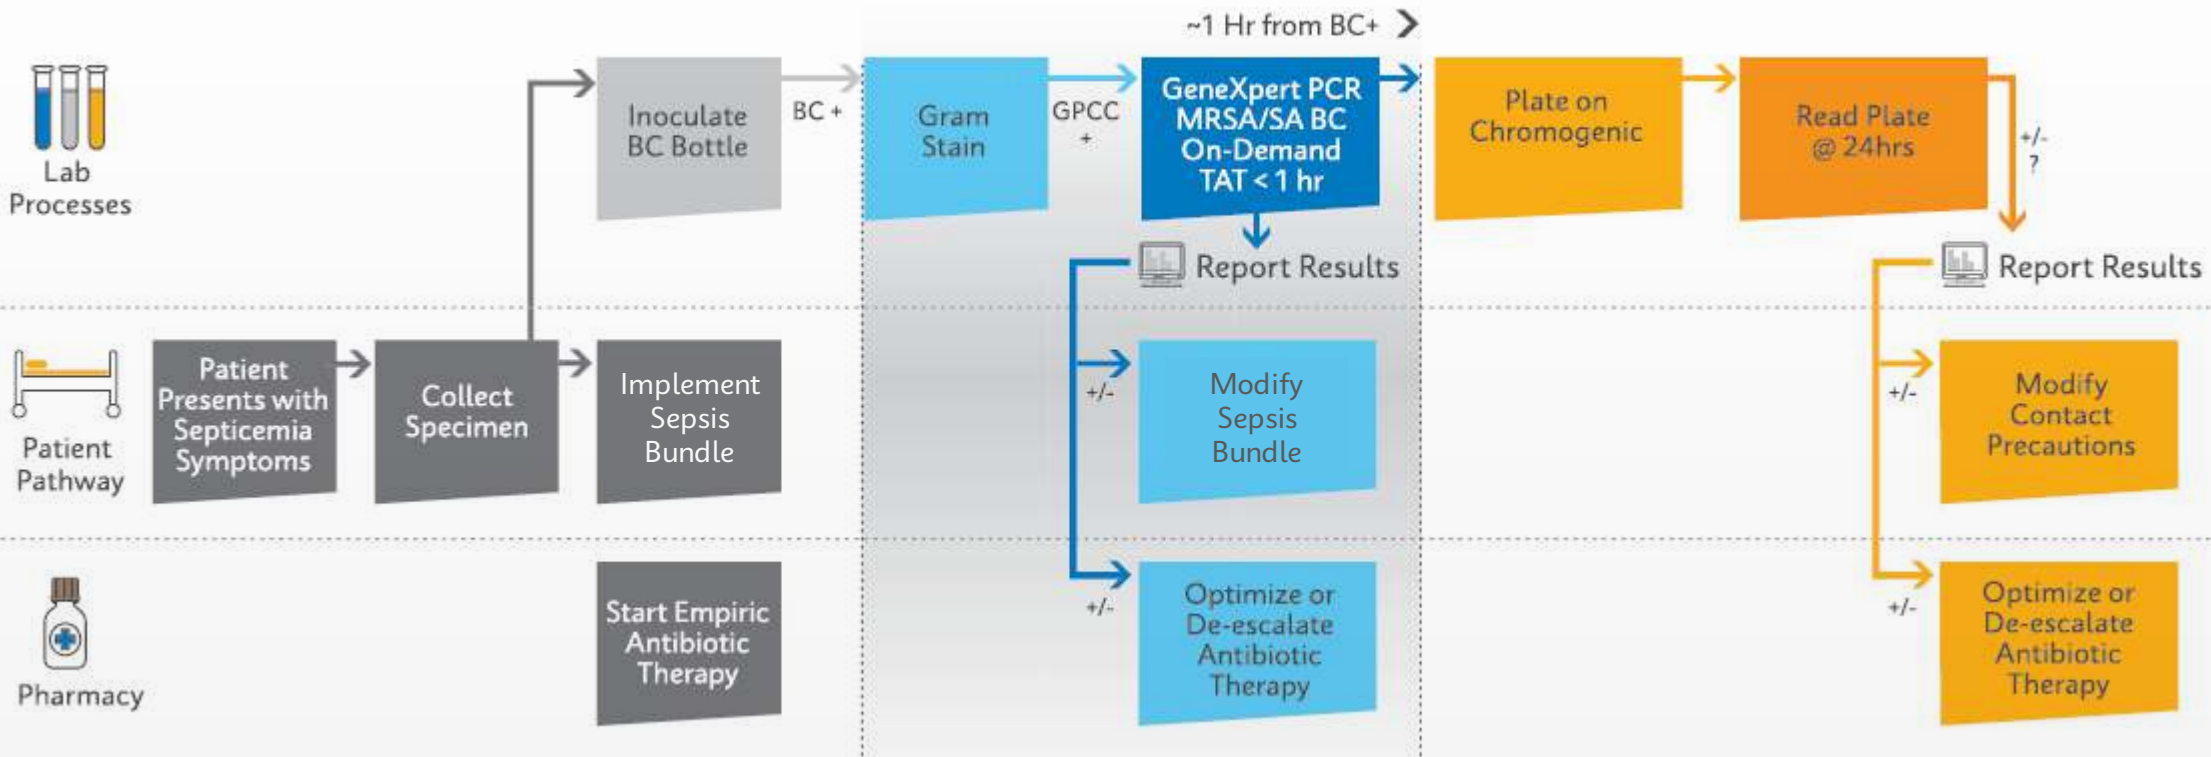 ~1 Hr from BC+
Lab
Processes
Inoculate
BC Bottle
BC +
Gram
Stain
GPCC
+
GeneXpert PCR
MRSA/SA BC
On-Demand
TAT < 1 hr
Plate on
Chromogenic
Read Plate
@ 24hrs
+/-
?
Report Results
Report Results
Patient
Pathway
Patient
Presents with
Septicemia
Symptoms
Collect
Specimen
Implement
Sepsis
Bundle
+/-
Modify
Sepsis
Bundle
+/-
Modify
Contact
Precautions
Pharmacy
Start Empiric
Antibiotic
Therapy
+/-
Optimize or
De-escalate
Antibiotic
Therapy
+/-
Optimize or
De-escalate
Antibiotic
Therapy